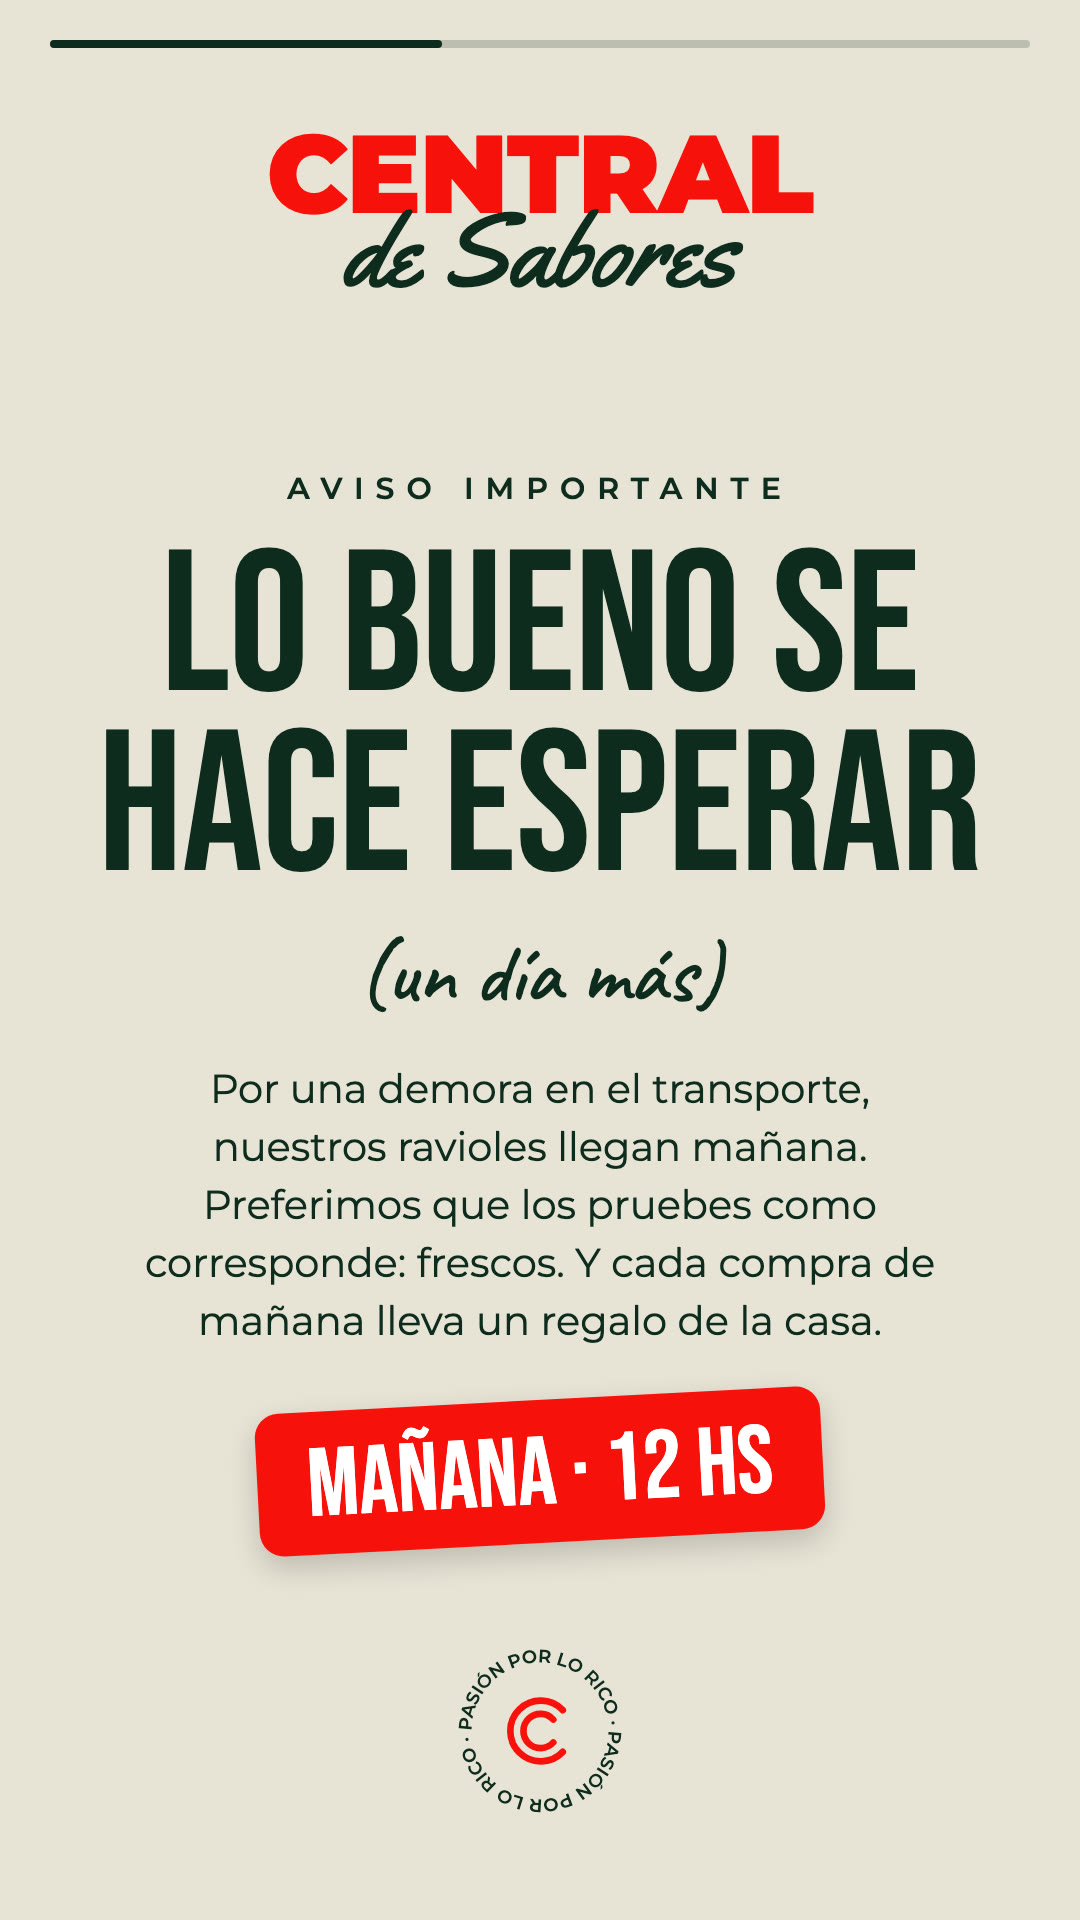 CENTRAL
de Sabores
AVISO IMPORTANTE
LO BUENO SE
HACE ESPERAR
(un día más)
Por una demora en el transporte,
nuestros ravioles llegan mañana.
Preferimos que los pruebes como
corresponde: frescos. Y cada compra de
mañana lleva un regalo de la casa.
MAÑANA · 12 HS
PASIÓN POR LO RICO · PASIÓN POR LO RICO ·
C